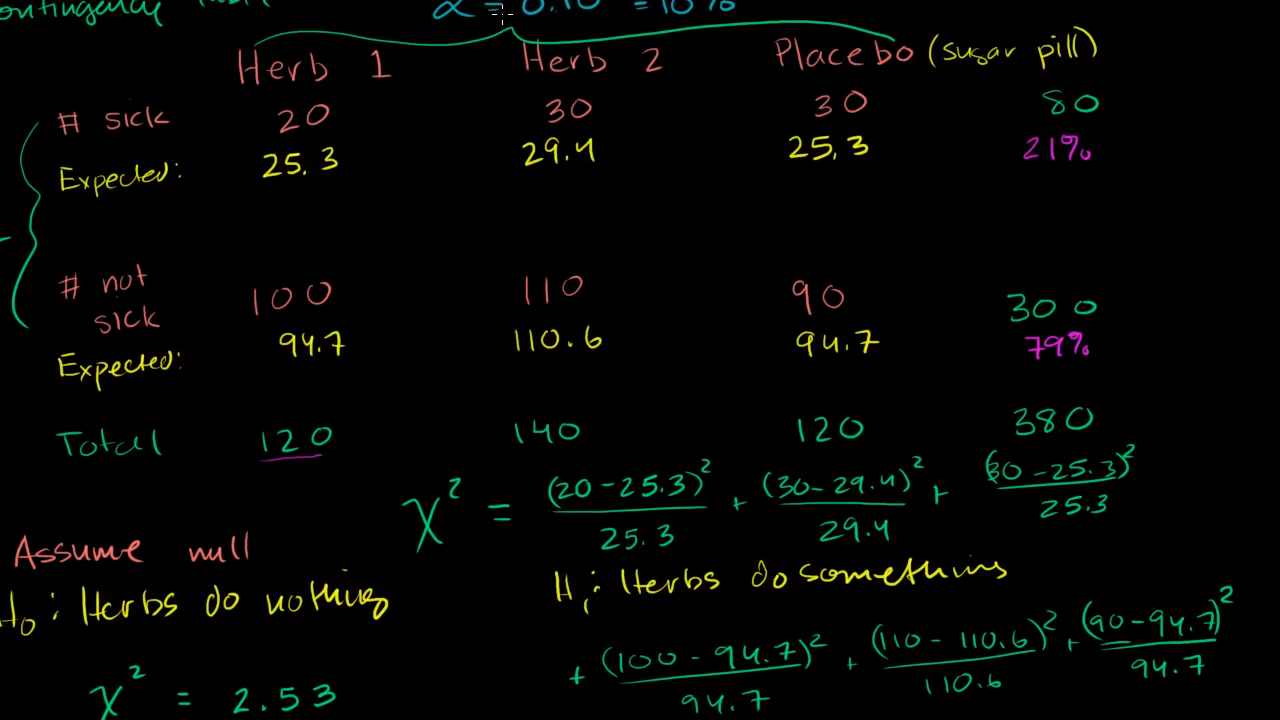 contingency
α = 0.10 = 10%
Herb 1 Herb 2 Placebo (sugar pill)
# sick 20 30 30 80
Expected: 25.3 29.4 25.3 21%
# not sick 100 110 90 300
Expected: 94.7 110.6 94.7 79%
Total 120 140 120 380
χ² = (20-25.3)²/25.3 + (30-29.4)²/29.4 + (30-25.3)²/25.3
Assume null
H₀: Herbs do nothing H₁: Herbs do something
+ (100-94.7)²/94.7 + (110-110.6)²/110.6 + (90-94.7)²/94.7
χ² = 2.53